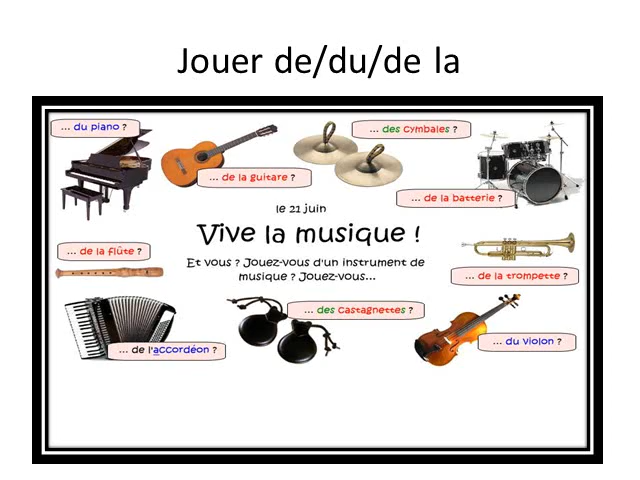 Jouer de/du/de la
... du piano ?
... des cymbales ?
... de la guitare ?
... de la batterie ?
le 21 juin
Vive la musique !
Et vous ? Jouez-vous d'un instrument de
musique ? Jouez-vous...
... de la flûte ?
... de la trompette ?
... des castagnettes ?
... du violon ?
... de l'accordéon ?